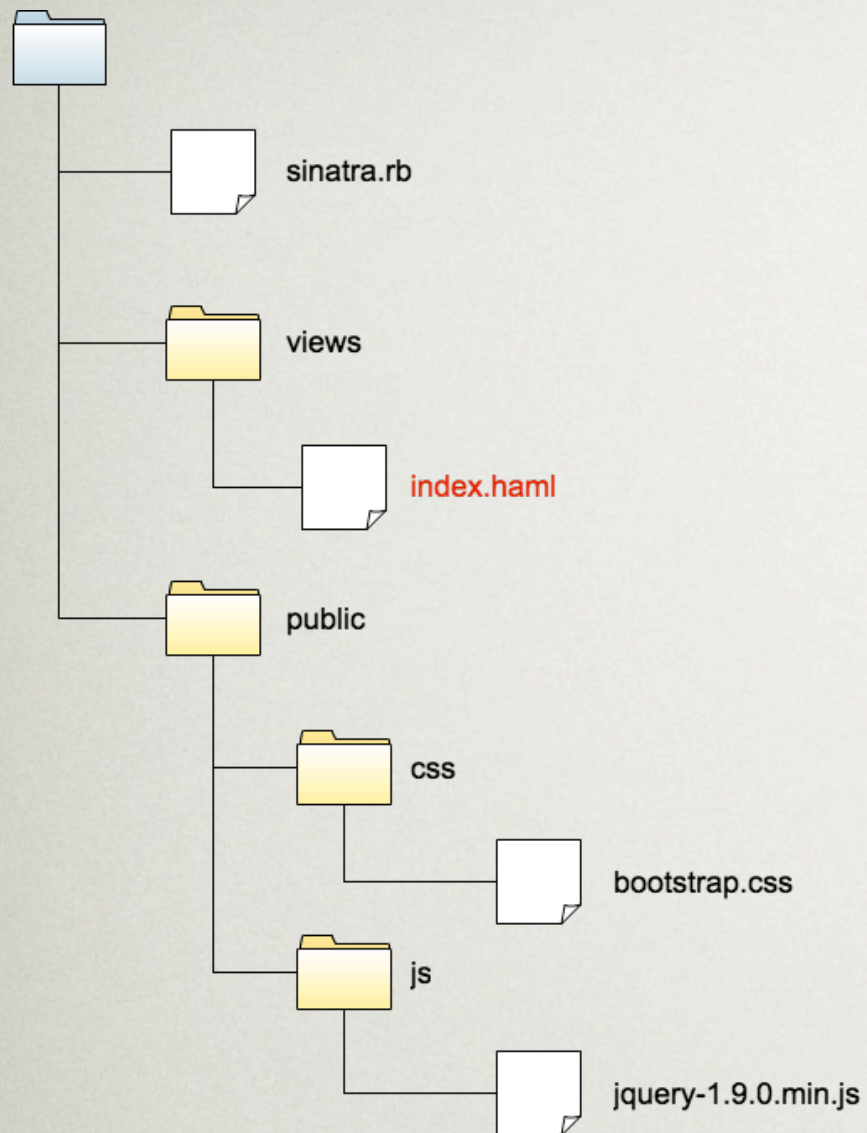 sinatra.rb
views
index.haml
public
css
bootstrap.css
js
jquery-1.9.0.min.js